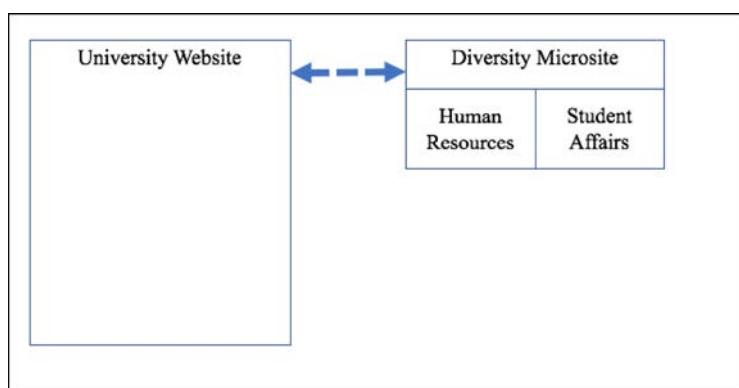 University Website
Diversity Microsite
Human
Resources
Student
Affairs